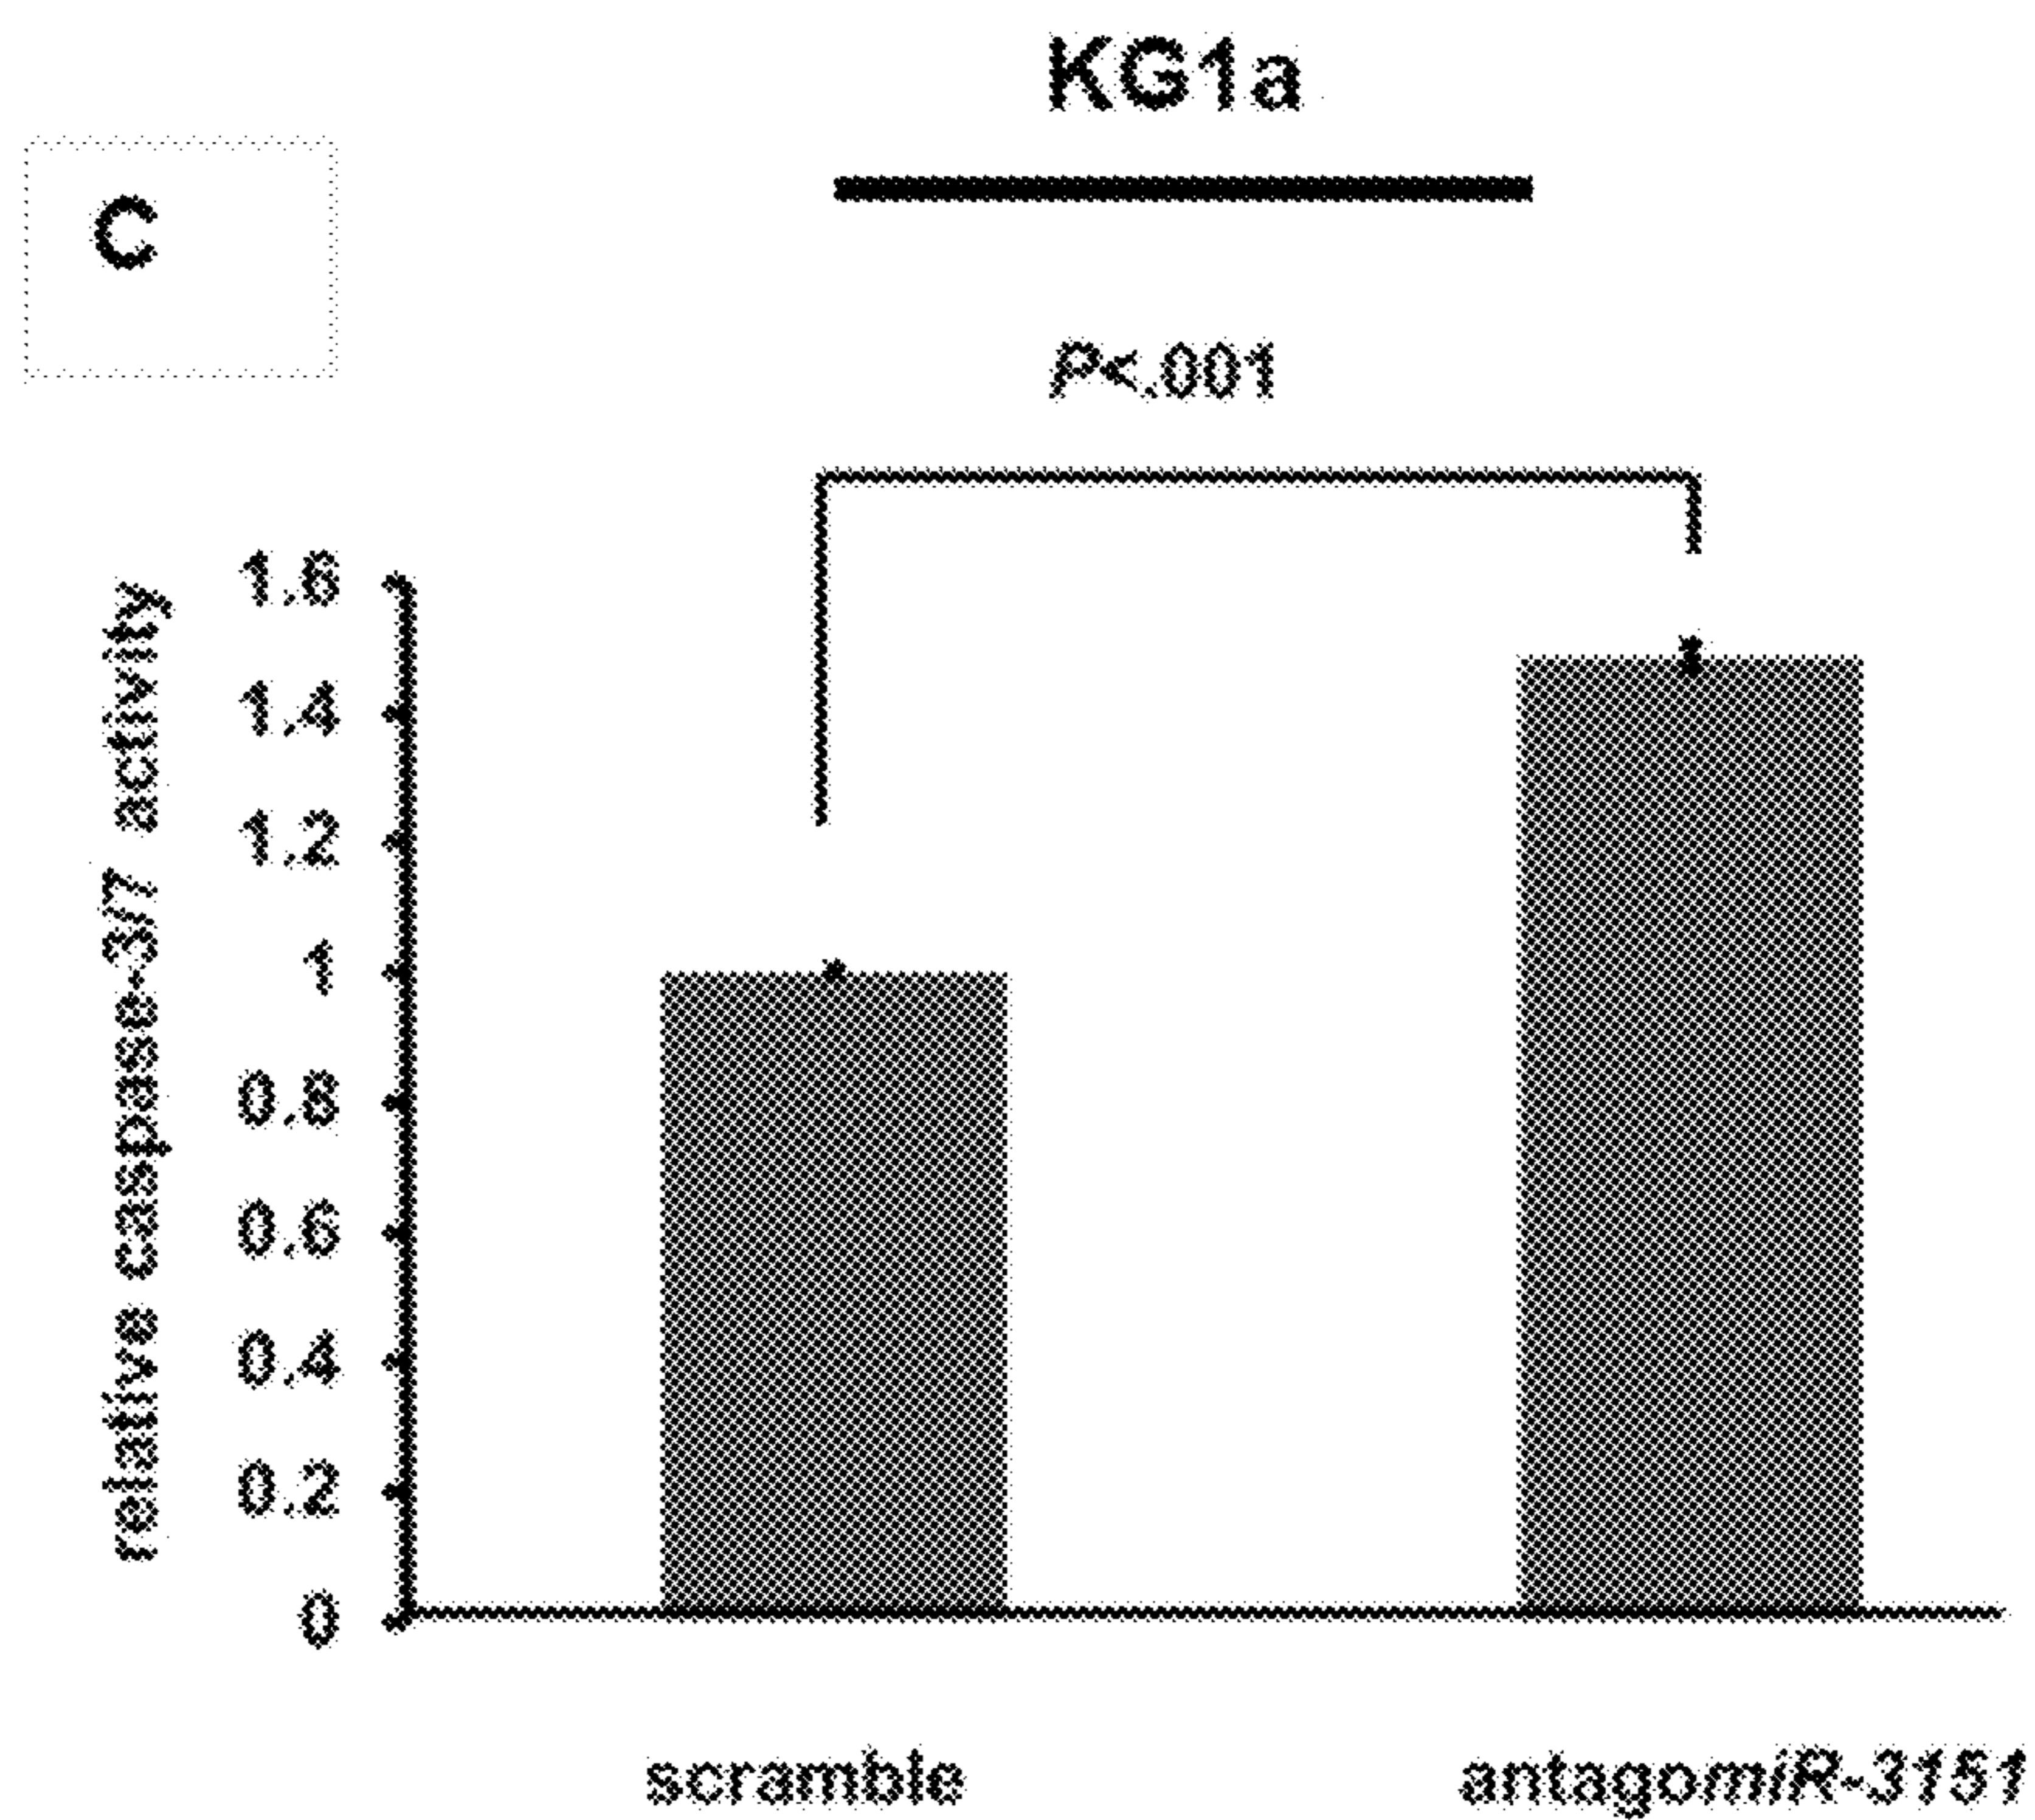 KG1a
C
P<.001
relative caspase-3/7 activity
1.6
1.4
1.2
1
0.8
0.6
0.4
0.2
0
scramble
antagomiR-3151